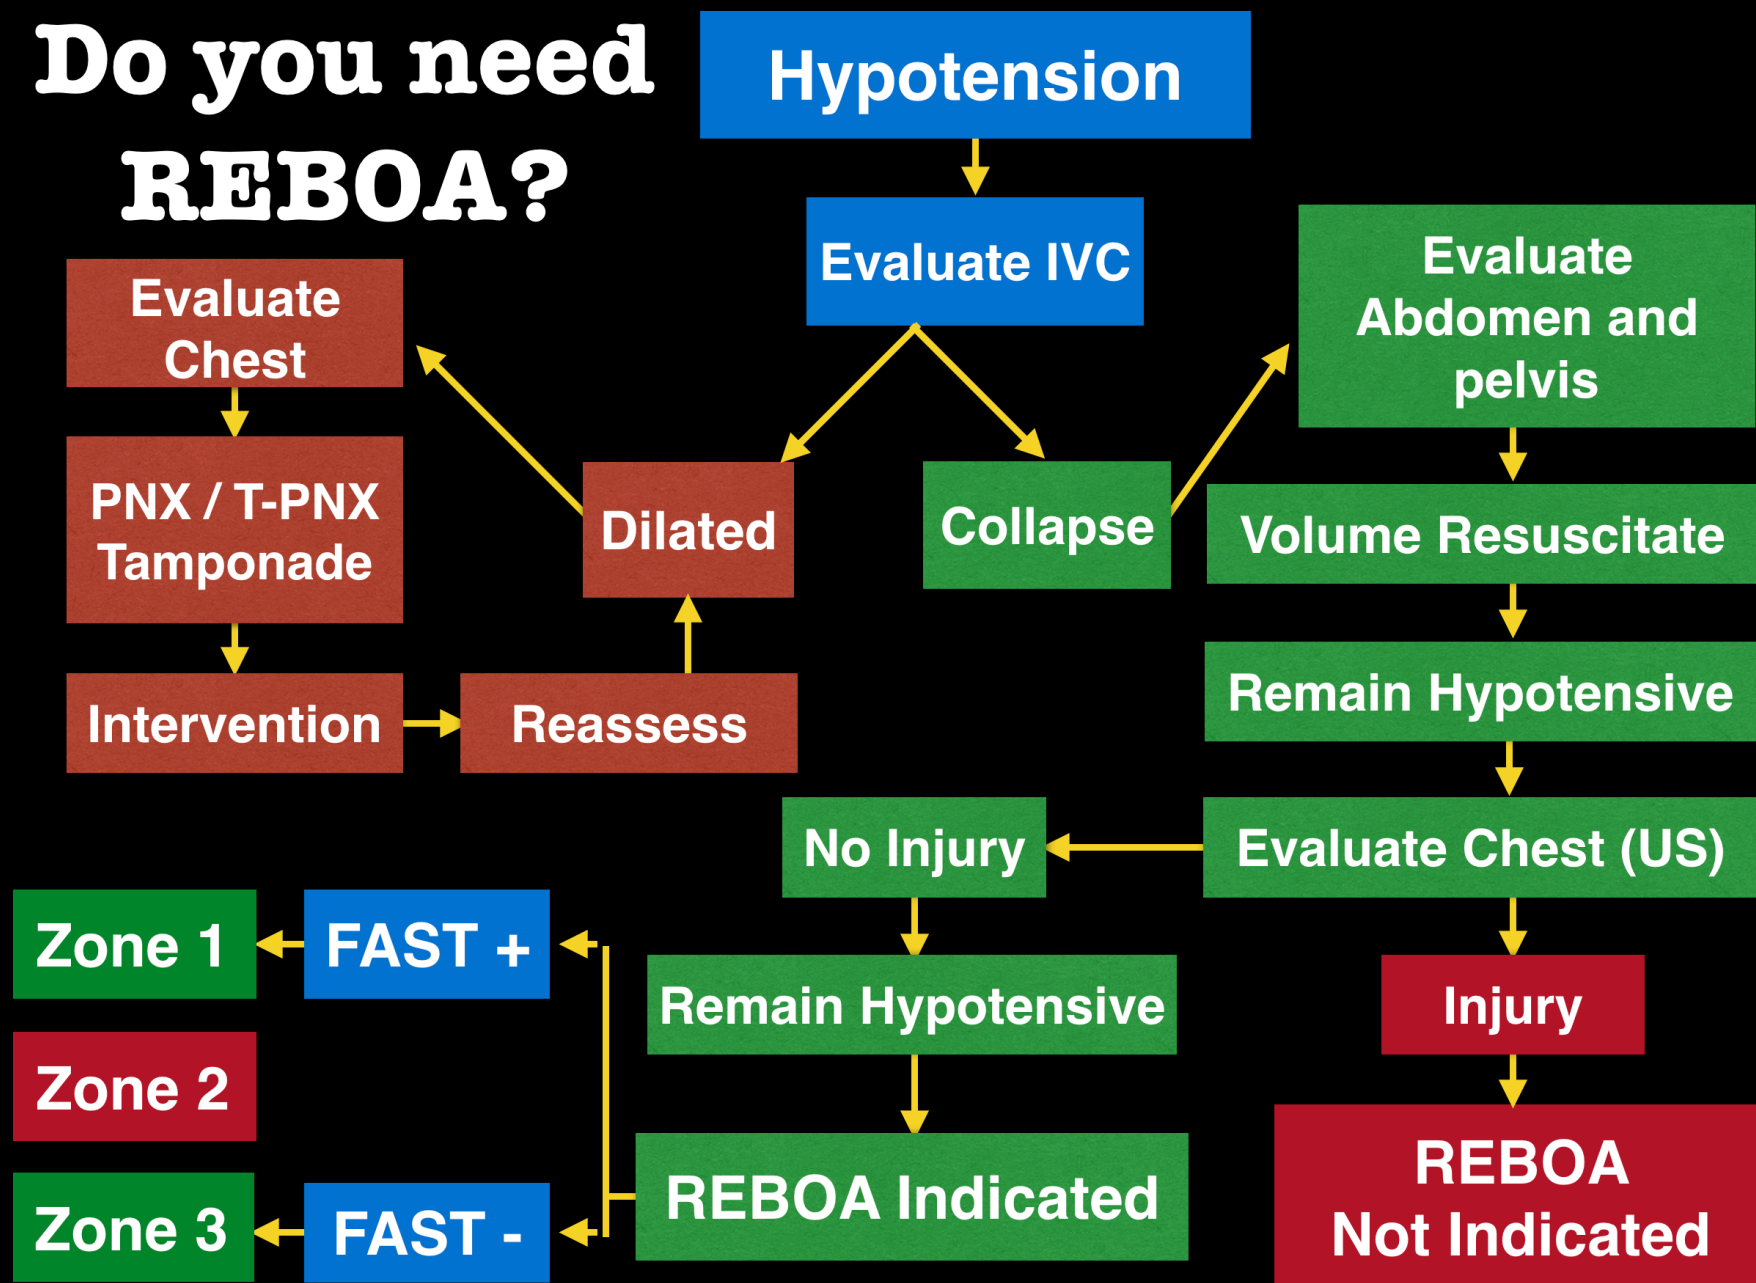 Do you need
REBOA?
Hypotension
Evaluate IVC
Evaluate
Chest
PNX / T-PNX
Tamponade
Intervention
Reassess
Dilated
Collapse
Evaluate
Abdomen and
pelvis
Volume Resuscitate
Remain Hypotensive
Evaluate Chest (US)
No Injury
Injury
Remain Hypotensive
REBOA
Not Indicated
REBOA Indicated
FAST +
Zone 1
Zone 2
FAST -
Zone 3